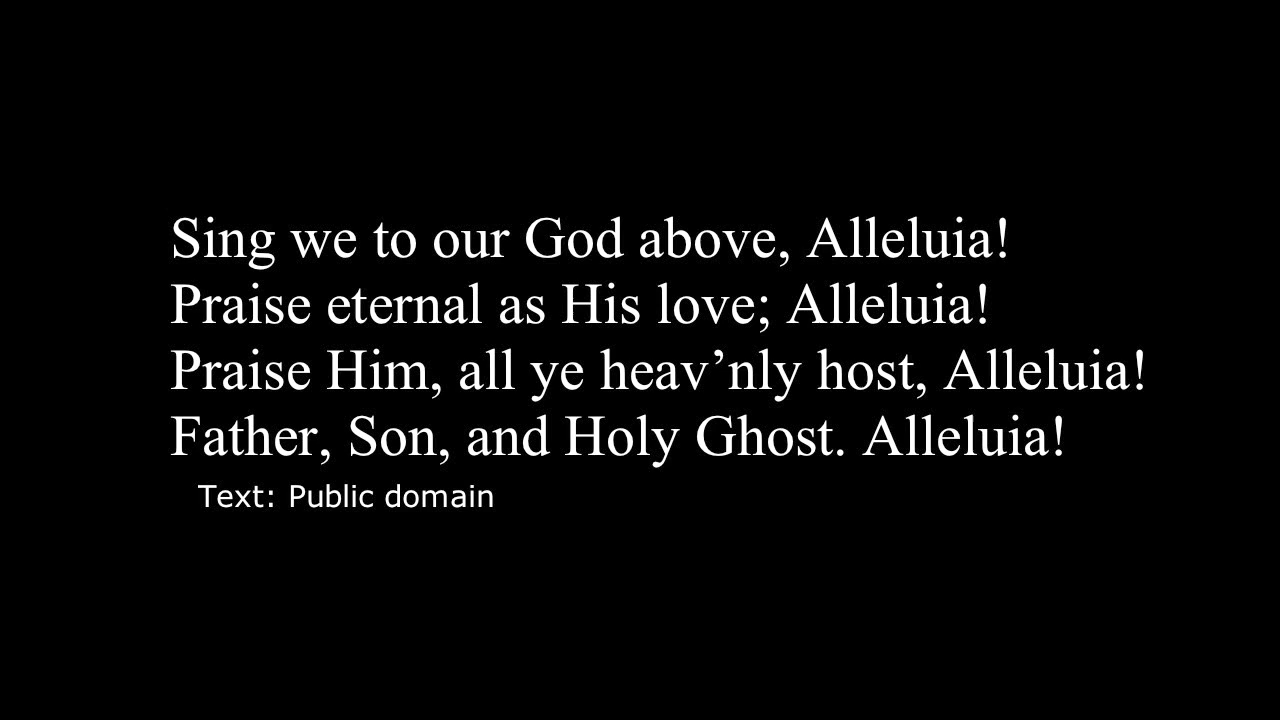 Sing we to our God above, Alleluia!
Praise eternal as His love; Alleluia!
Praise Him, all ye heav’nly host, Alleluia!
Father, Son, and Holy Ghost. Alleluia!
Text: Public domain